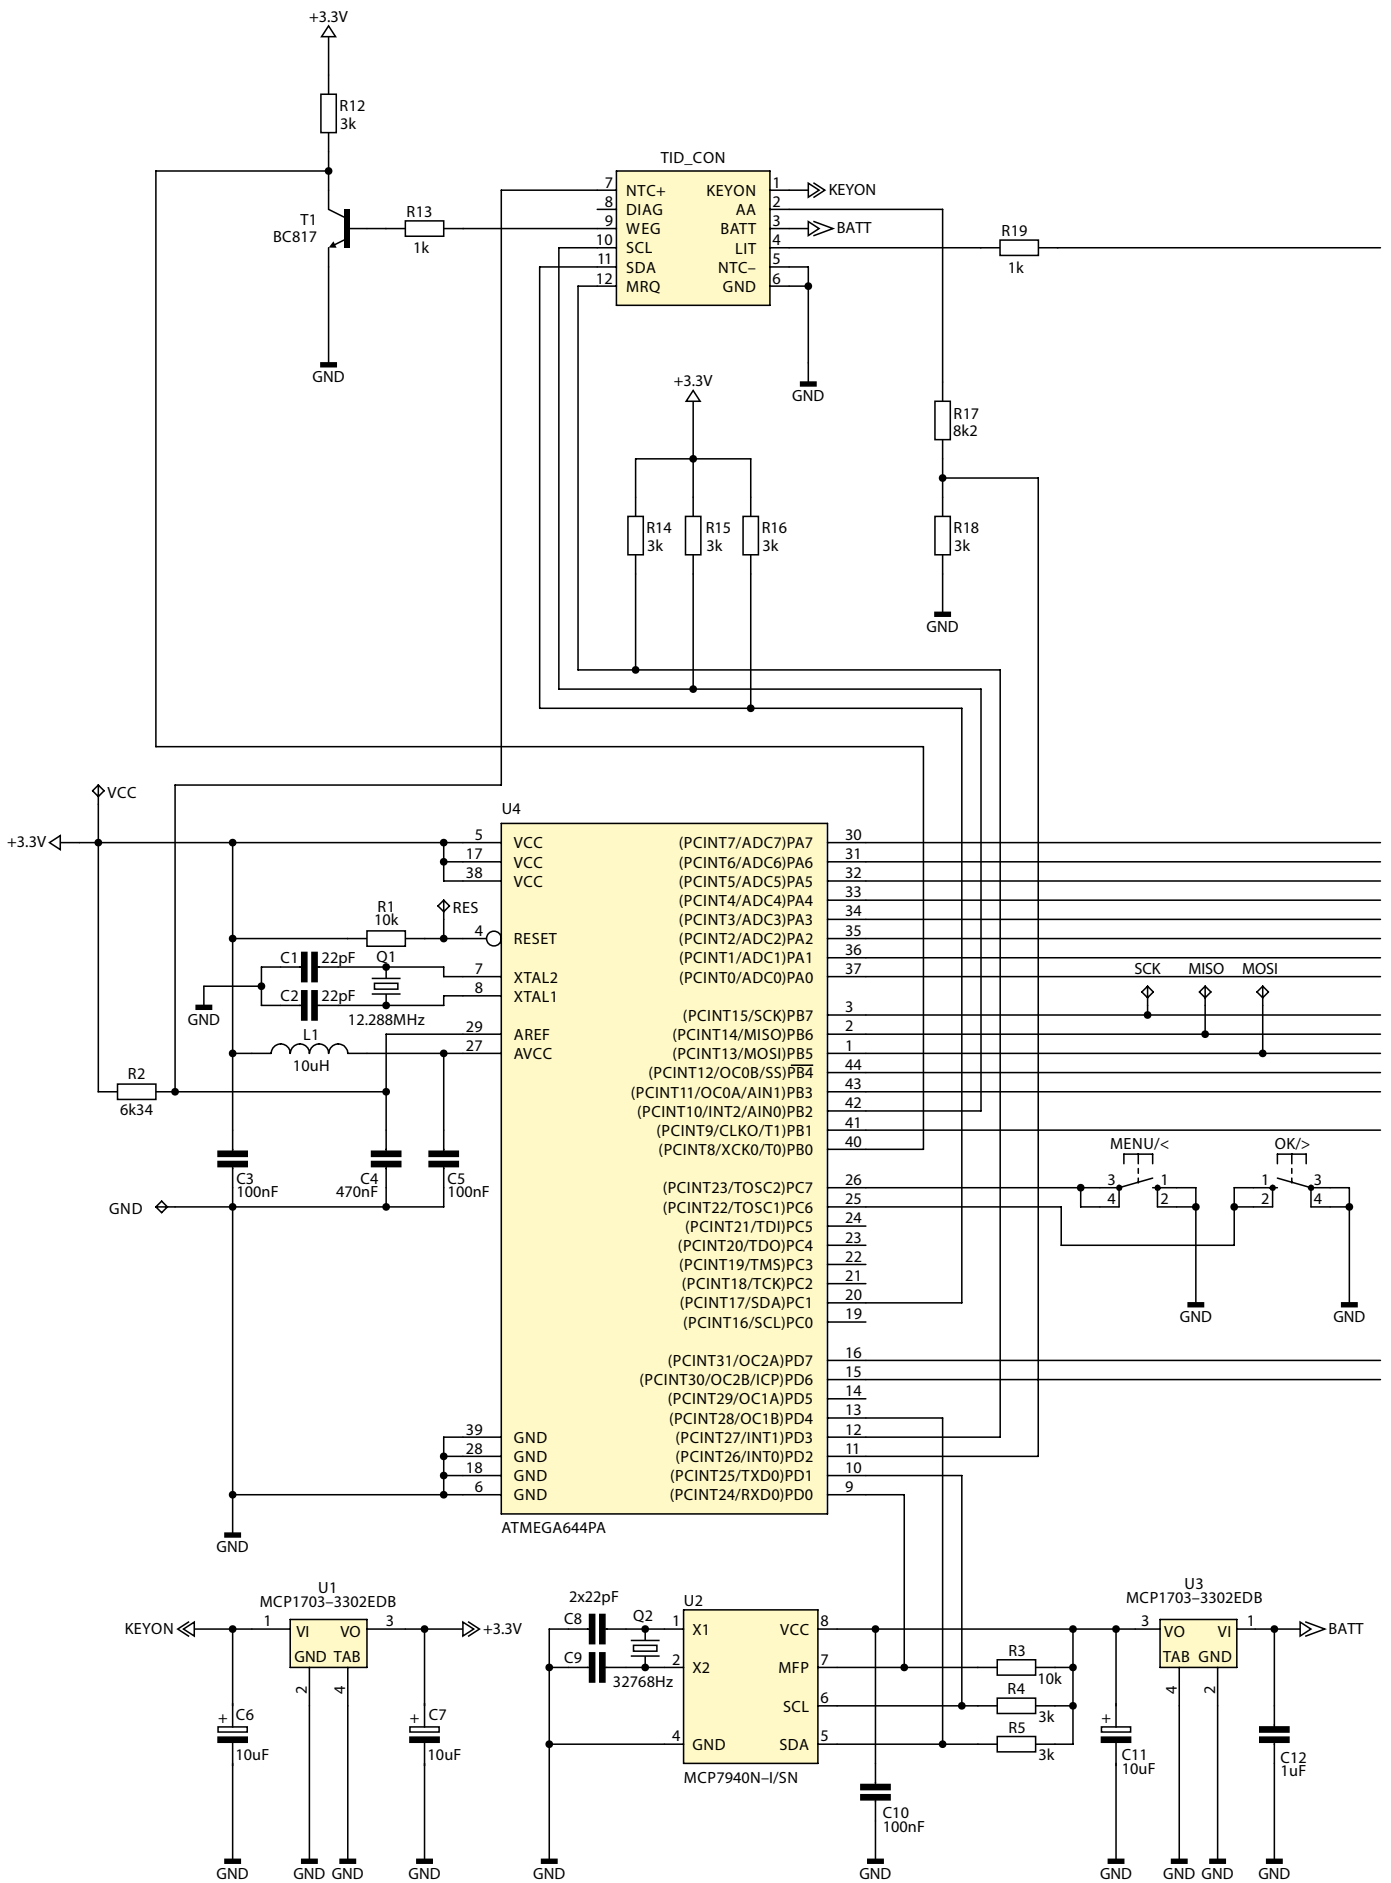 +3.3V
R12
3k
TID_CON
7 NTC+ KEYON 1 KEYON
8 DIAG AA 2
9 WEG BATT 3 BATT
10 SCL LIT 4
11 SDA NTC– 5
12 MRQ GND 6
T1
BC817
R13
1k
R19
1k
GND
GND
+3.3V
R17
8k2
R14
3k
R15
3k
R16
3k
R18
3k
GND
VCC
+3.3V
U4
5 VCC (PCINT7/ADC7)PA7 30
17 VCC (PCINT6/ADC6)PA6 31
38 VCC (PCINT5/ADC5)PA5 32
(PCINT4/ADC4)PA4 33
R1
10k
RES
(PCINT3/ADC3)PA3 34
4 RESET (PCINT2/ADC2)PA2 35
(PCINT1/ADC1)PA1 36
C1 22pF Q1
7 XTAL2 (PCINT0/ADC0)PA0 37
C2 22pF
8 XTAL1
GND
12.288MHz
SCK MISO MOSI
(PCINT15/SCK)PB7 3
29 AREF (PCINT14/MISO)PB6 2
L1
10uH
27 AVCC (PCINT13/MOSI)PB5 1
(PCINT12/OC0B/SS)PB4 44
R2
6k34
(PCINT11/OC0A/AIN1)PB3 43
(PCINT10/INT2/AIN0)PB2 42
(PCINT9/CLKO/T1)PB1 41
(PCINT8/XCK0/T0)PB0 40
MENU/< OK/>
C3
100nF
C4
470nF
C5
100nF
GND
(PCINT23/TOSC2)PC7 26
3 1 1 3
4 2 2 4
(PCINT22/TOSC1)PC6 25
(PCINT21/TDI)PC5 24
(PCINT20/TDO)PC4 23
(PCINT19/TMS)PC3 22
(PCINT18/TCK)PC2 21
(PCINT17/SDA)PC1 20
(PCINT16/SCL)PC0 19
GND GND
(PCINT31/OC2A)PD7 16
(PCINT30/OC2B/ICP)PD6 15
(PCINT29/OC1A)PD5 14
(PCINT28/OC1B)PD4 13
39 GND (PCINT27/INT1)PD3 12
28 GND (PCINT26/INT0)PD2 11
18 GND (PCINT25/TXD0)PD1 10
6 GND (PCINT24/RXD0)PD0 9
ATMEGA644PA
GND
U1
MCP1703–3302EDB
KEYON 1 VI VO 3 +3.3V
GND TAB
2 4
C6
+
10uF
C7
+
10uF
GND GND GND GND
2x22pF
C8 Q2
C9
32768Hz
U2
1 X1 VCC 8
2 X2 MFP 7
SCL 6
4 GND SDA 5
MCP7940N–I/SN
R3
10k
R4
3k
R5
3k
C10
100nF
GND GND
U3
MCP1703–3302EDB
3 VO VI 1 BATT
TAB GND
4 2
+
C11
10uF
C12
1uF
GND GND GND GND